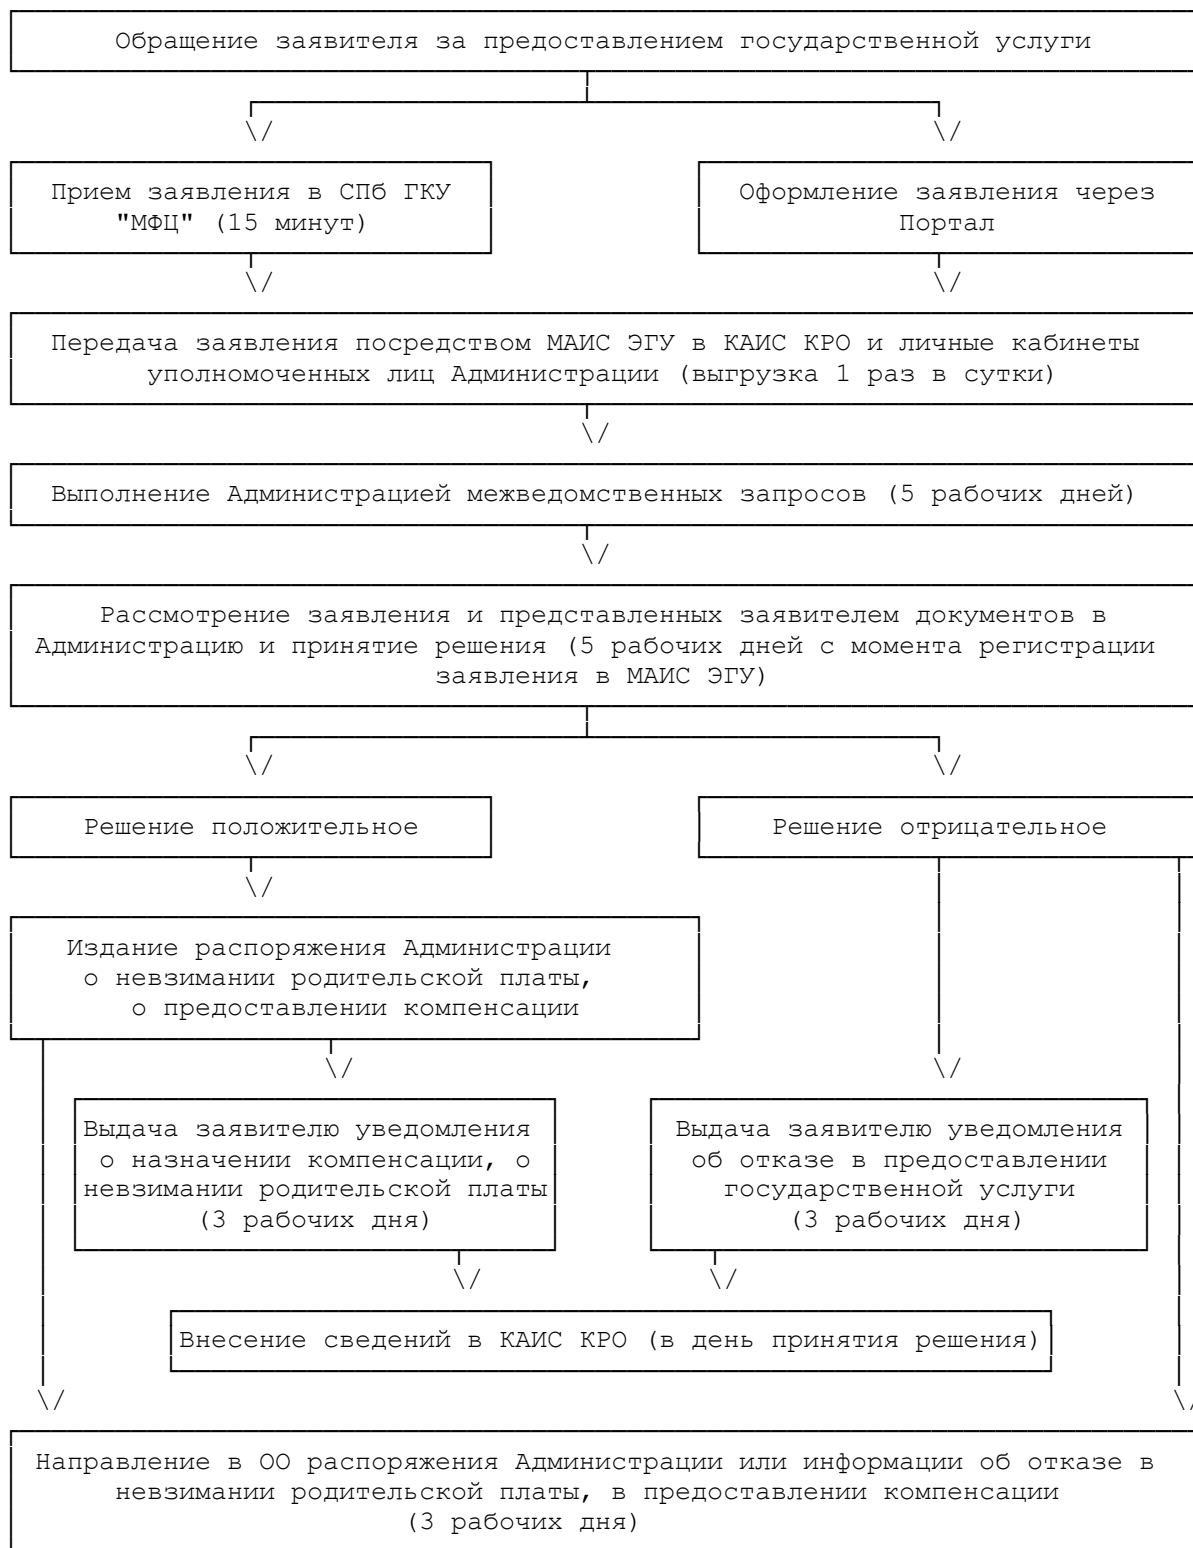 Обращение заявителя за предоставлением государственной услуги
Прием заявления в СПб ГКУ
"МФЦ" (15 минут)
Оформление заявления через
Портал
Передача заявления посредством МАИС ЭГУ в КАИС КРО и личные кабинеты
уполномоченных лиц Администрации (выгрузка 1 раз в сутки)
Выполнение Администрацией межведомственных запросов (5 рабочих дней)
Рассмотрение заявления и представленных заявителем документов в
Администрацию и принятие решения (5 рабочих дней с момента регистрации
заявления в МАИС ЭГУ)
Решение положительное
Решение отрицательное
Издание распоряжения Администрации
о невзимании родительской платы,
о предоставлении компенсации
Выдача заявителю уведомления
о назначении компенсации, о
невзимании родительской платы
(3 рабочих дня)
Выдача заявителю уведомления
об отказе в предоставлении
государственной услуги
(3 рабочих дня)
Внесение сведений в КАИС КРО (в день принятия решения)
Направление в ОО распоряжения Администрации или информации об отказе в
невзимании родительской платы, в предоставлении компенсации
(3 рабочих дня)